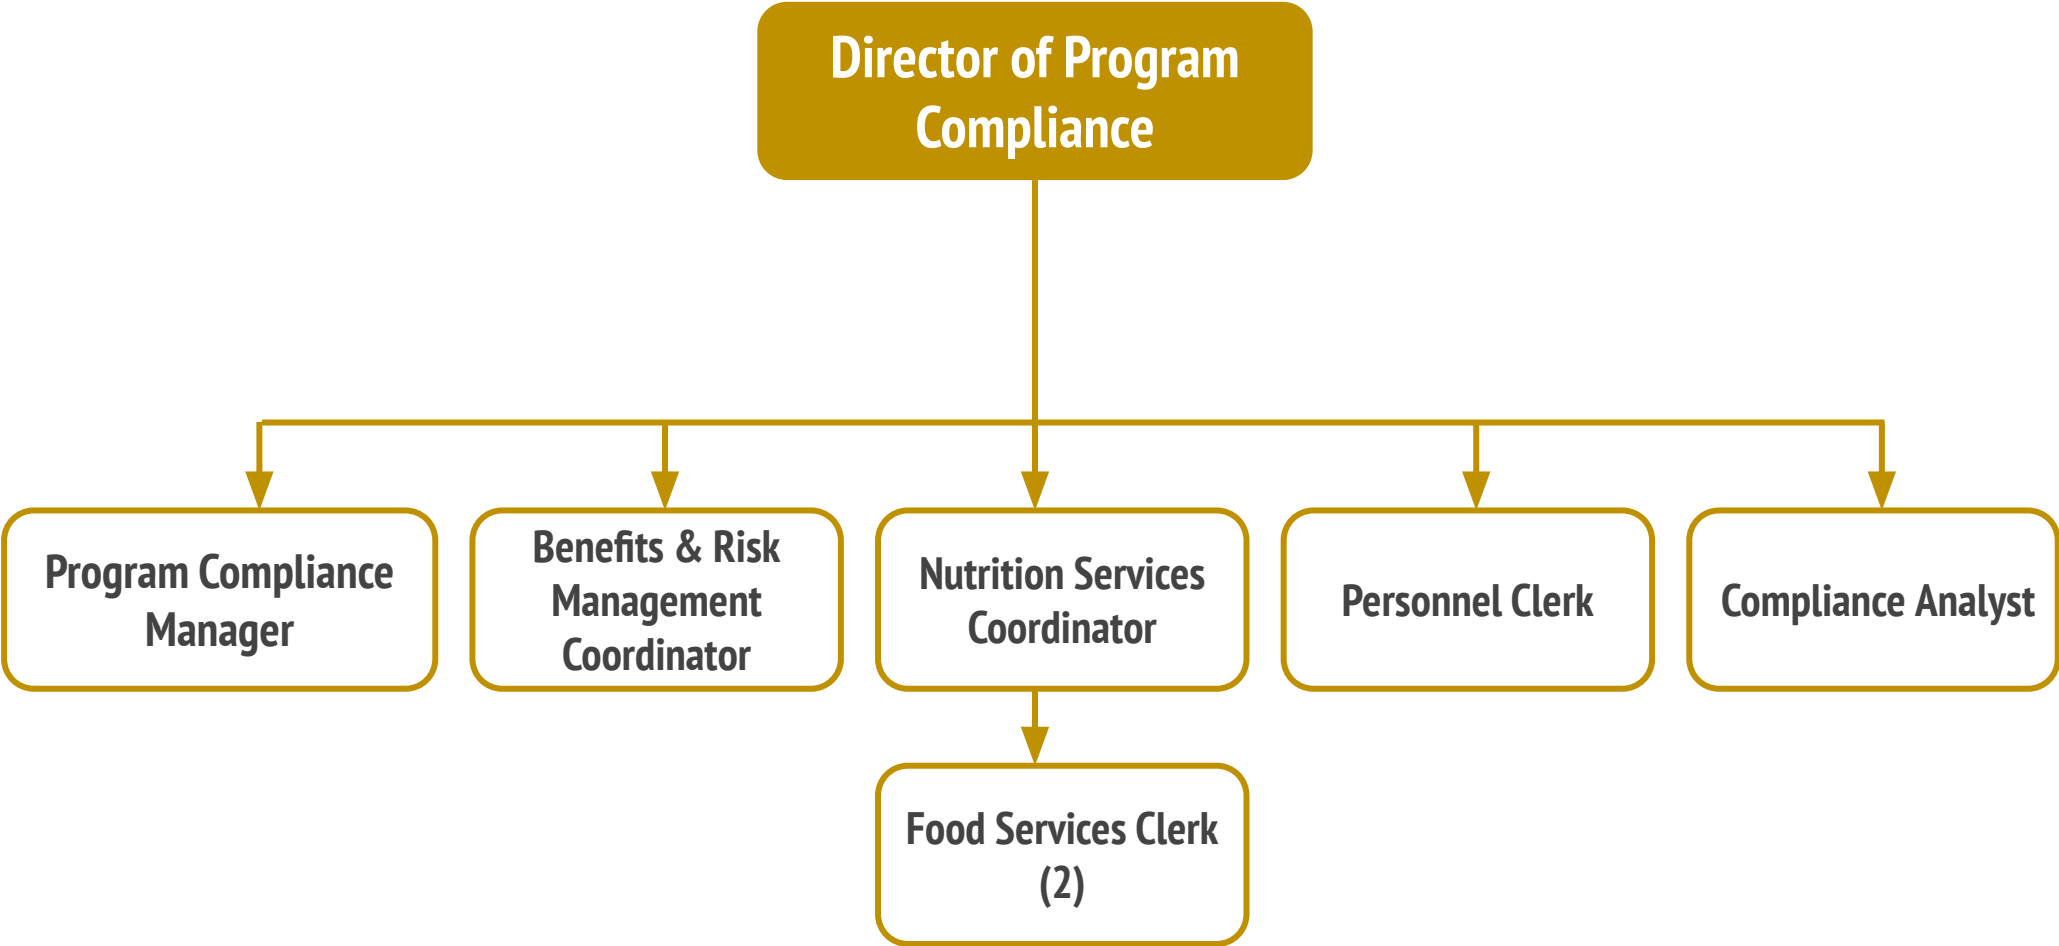 Director of Program
Compliance
Program Compliance
Manager
Benefits & Risk
Management
Coordinator
Nutrition Services
Coordinator
Personnel Clerk
Compliance Analyst
Food Services Clerk
(2)